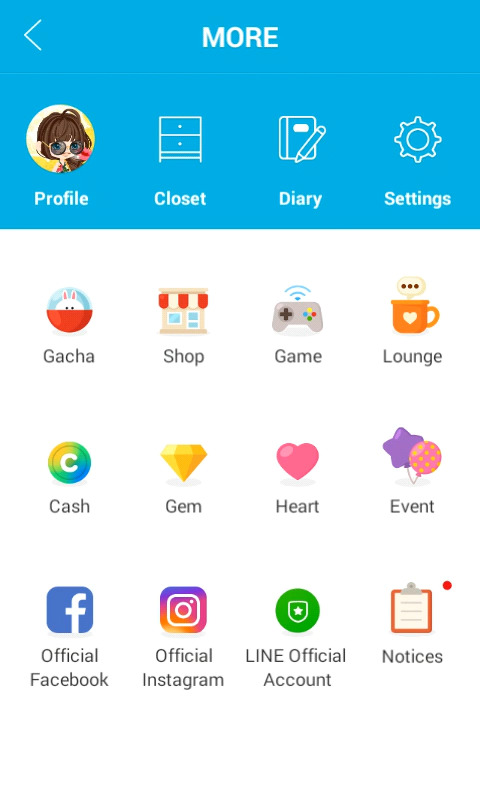 MORE
Profile Closet Diary Settings
Gacha Shop Game Lounge
C
Cash Gem Heart Event
Official Facebook
Official Instagram
LINE Official Account
Notices